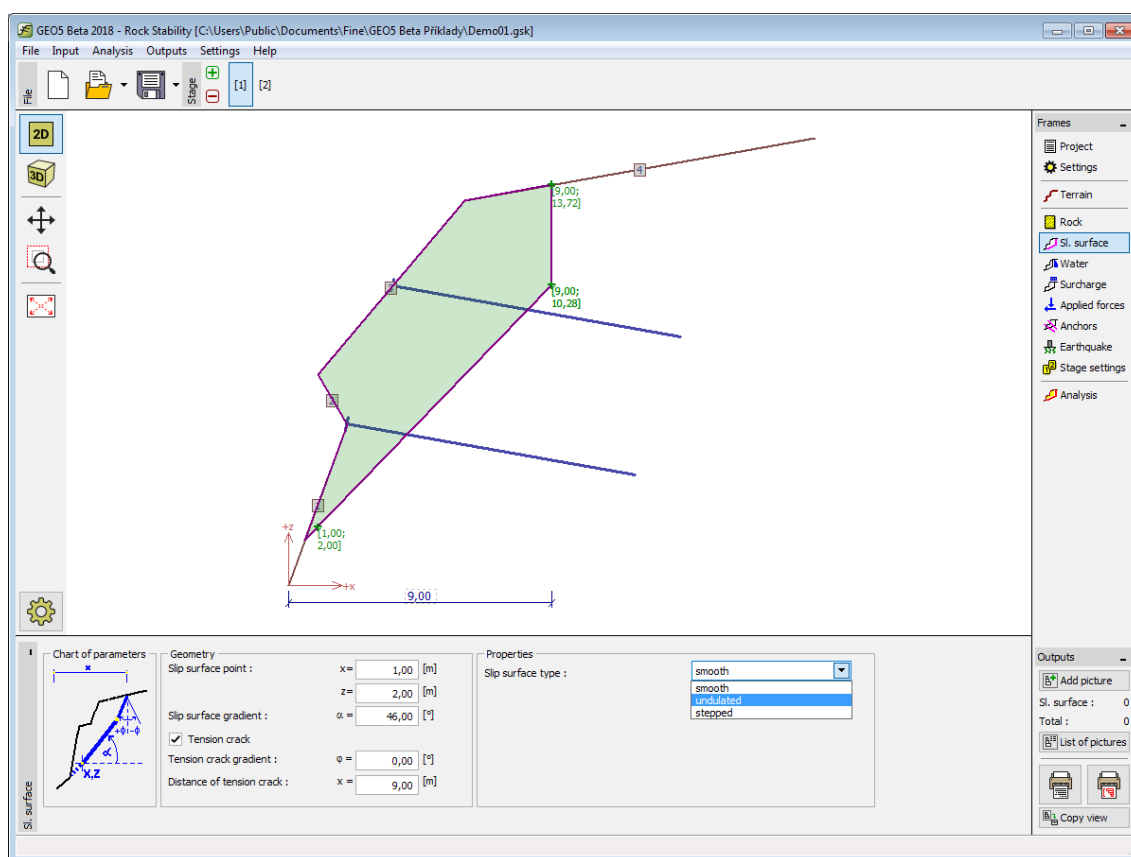 GEO5 Beta 2018 - Rock Stability [C:\Users\Public\Documents\Fine\GEO5 Beta Příklady\Demo01.gsk]
File Input Analysis Outputs Settings Help
File
Stage
[1] [2]
2D
3D
4
[9,00;
13,72]
3
[9,00;
10,28]
2
1
[1,00;
2,00]
+z
+x
9,00
Frames
Project
Settings
Terrain
Rock
Sl. surface
Water
Surcharge
Applied forces
Anchors
Earthquake
Stage settings
Analysis
Sl. surface
Chart of parameters
x
+φ -φ
α
X,Z
Geometry
Slip surface point : x= 1,00 [m]
z= 2,00 [m]
Slip surface gradient : α = 46,00 [°]
Tension crack
Tension crack gradient : φ = 0,00 [°]
Distance of tension crack : x = 9,00 [m]
Properties
Slip surface type : smooth
smooth
undulated
stepped
Outputs
Add picture
Sl. surface : 0
Total : 0
List of pictures
Copy view